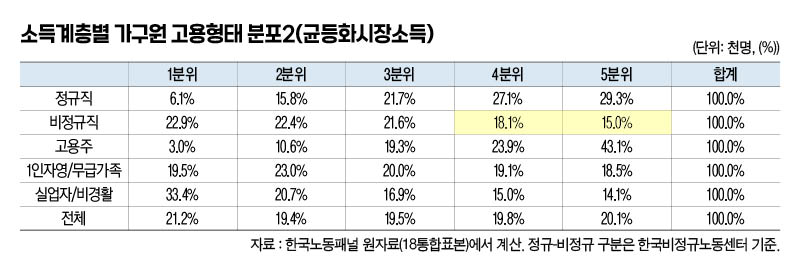 소득계층별 가구원 고용형태 분포2(균등화시장소득)
(단위: 천명, (%))
1분위 2분위 3분위 4분위 5분위 합계
정규직 6.1% 15.8% 21.7% 27.1% 29.3% 100.0%
비정규직 22.9% 22.4% 21.6% 18.1% 15.0% 100.0%
고용주 3.0% 10.6% 19.3% 23.9% 43.1% 100.0%
1인자영/무급가족 19.5% 23.0% 20.0% 19.1% 18.5% 100.0%
실업자/비경활 33.4% 20.7% 16.9% 15.0% 14.1% 100.0%
전체 21.2% 19.4% 19.5% 19.8% 20.1% 100.0%
자료 : 한국노동패널 원자료(18통합표본)에서 계산. 정규-비정규 구분은 한국비정규노동센터 기준.